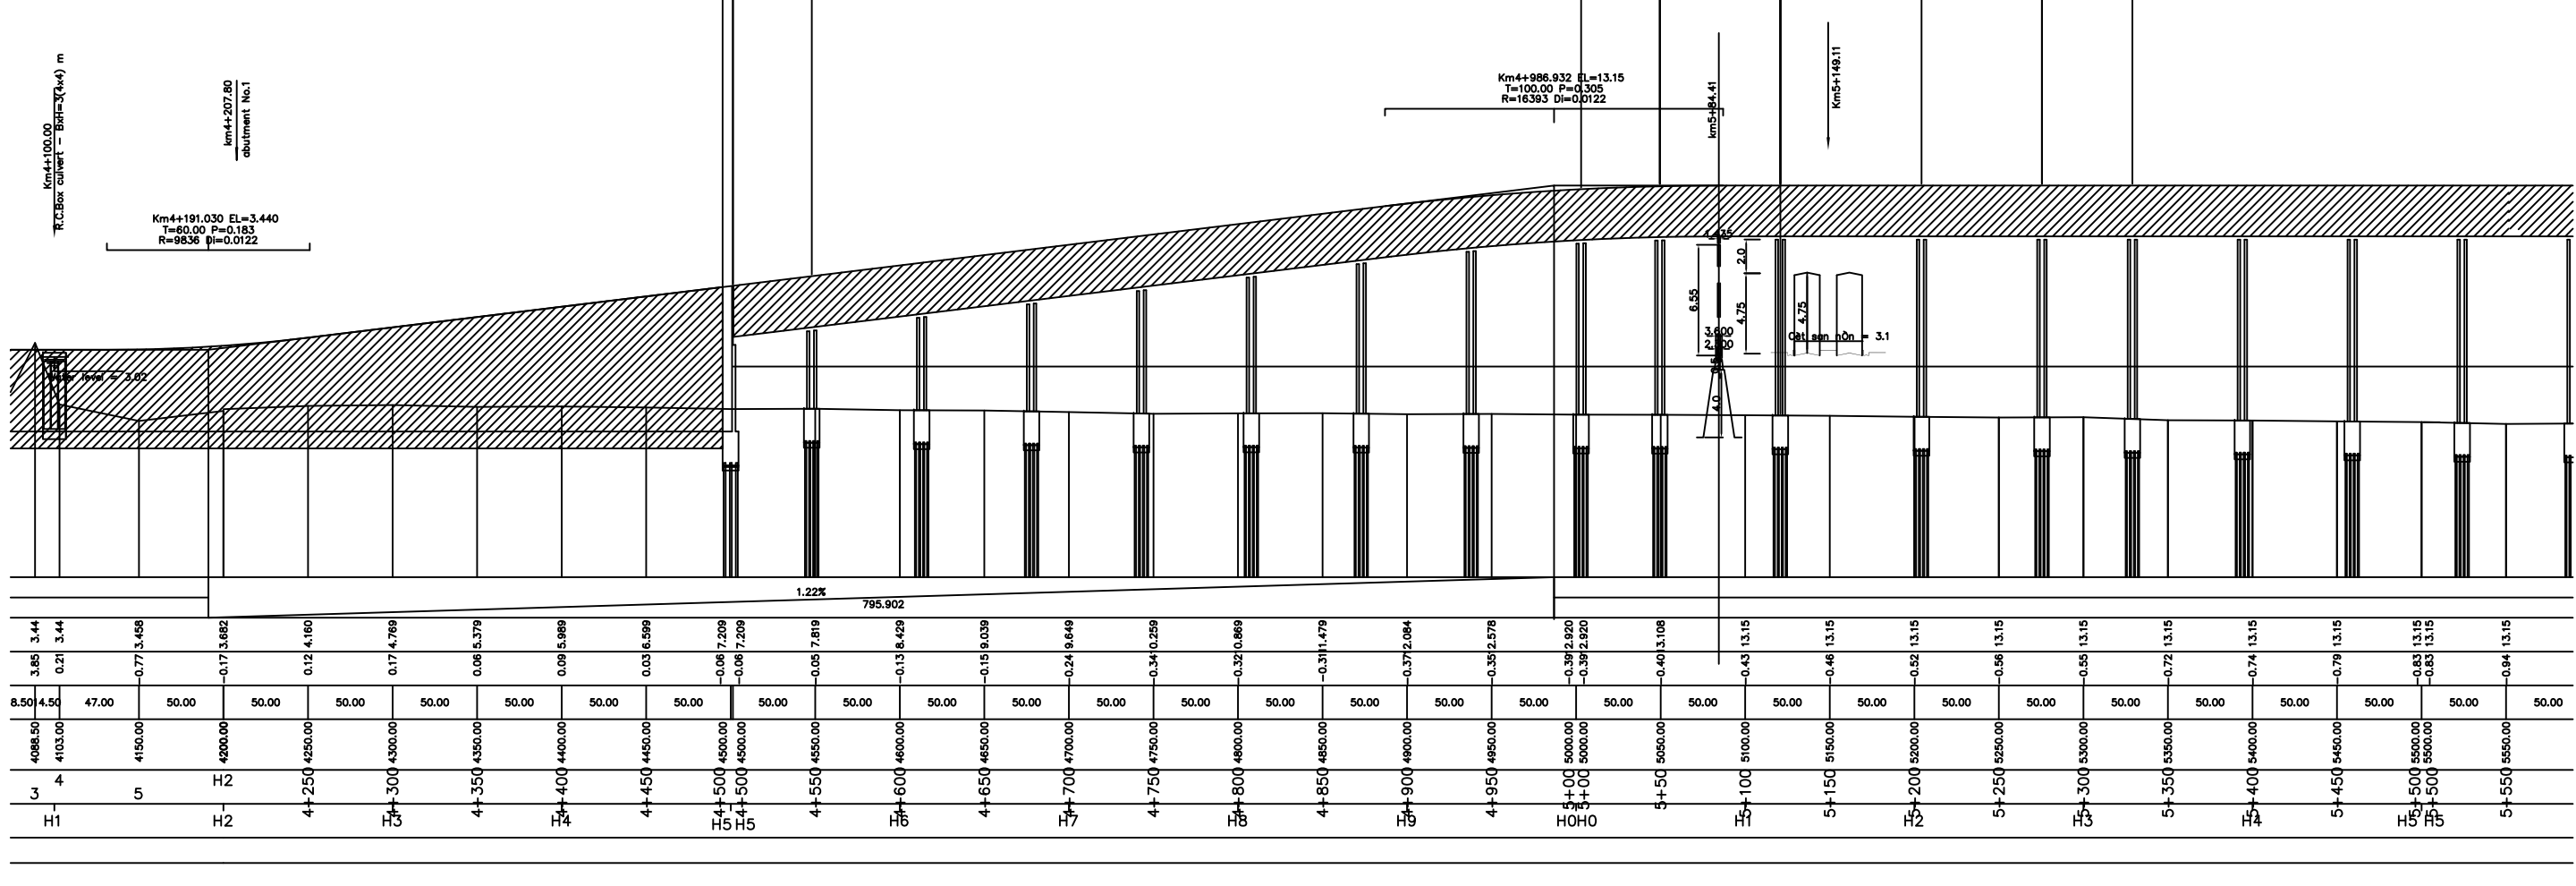 Km4+100.00
R.C.Box culvert - BxH=3(4x4) m
km4+207.80
abutment No.1
Km4+191.030 EL=3.440
T=60.00 P=0.183
R=9836 Di=0.0122
Km4+986.932 EL=13.15
T=100.00 P=0.305
R=16393 Di=0.0122
km5+84.41
Km5+149.11
level = 3.02
2.0
6.55
4.75
4.75
3.600
4.0
= 3.1
1.22%
795.902
3.44 3.44 3.458 3.682 4.160 4.769 5.379 5.989 6.599 7.209 7.209 7.819 8.429 9.039 9.649 0.259 0.869 11.479 2.084 2.578 2.920 2.920 13.108 13.15 13.15 13.15 13.15 13.15 13.15 13.15 13.15 13.15 13.15 13.15
3.85 0.21 -0.77 -0.17 0.12 0.17 0.06 0.09 0.03 -0.06 -0.06 -0.05 -0.13 -0.15 -0.24 -0.34 -0.32 -0.31 -0.37 -0.35 -0.39 -0.39 -0.40 -0.43 -0.46 -0.52 -0.56 -0.55 -0.72 -0.74 -0.79 -0.83 -0.83 -0.94
8.50 14.50 47.00 50.00 50.00 50.00 50.00 50.00 50.00 50.00 50.00 50.00 50.00 50.00 50.00 50.00 50.00 50.00 50.00 50.00 50.00 50.00 50.00 50.00 50.00 50.00 50.00 50.00 50.00 50.00 50.00 50.00
4088.50 4103.00 4150.00 4200.00 4250.00 4300.00 4350.00 4400.00 4450.00 4500.00 4500.00 4550.00 4600.00 4650.00 4700.00 4750.00 4800.00 4850.00 4900.00 4950.00 5000.00 5000.00 5050.00 5100.00 5150.00 5200.00 5250.00 5300.00 5350.00 5400.00 5450.00 5500.00 5500.00 5550.00
3 4 5 H2 4+250 4+300 4+350 4+400 4+450 4+500 4+500 4+550 4+600 4+650 4+700 4+750 4+800 4+850 4+900 4+950 5+00 5+00 5+50 5+100 5+150 5+200 5+250 5+300 5+350 5+400 5+450 5+500 5+500 5+550
H1 H2 H3 H4 H5 H5 H6 H7 H8 H9 H0 H0 H1 H2 H3 H4 H5 H5